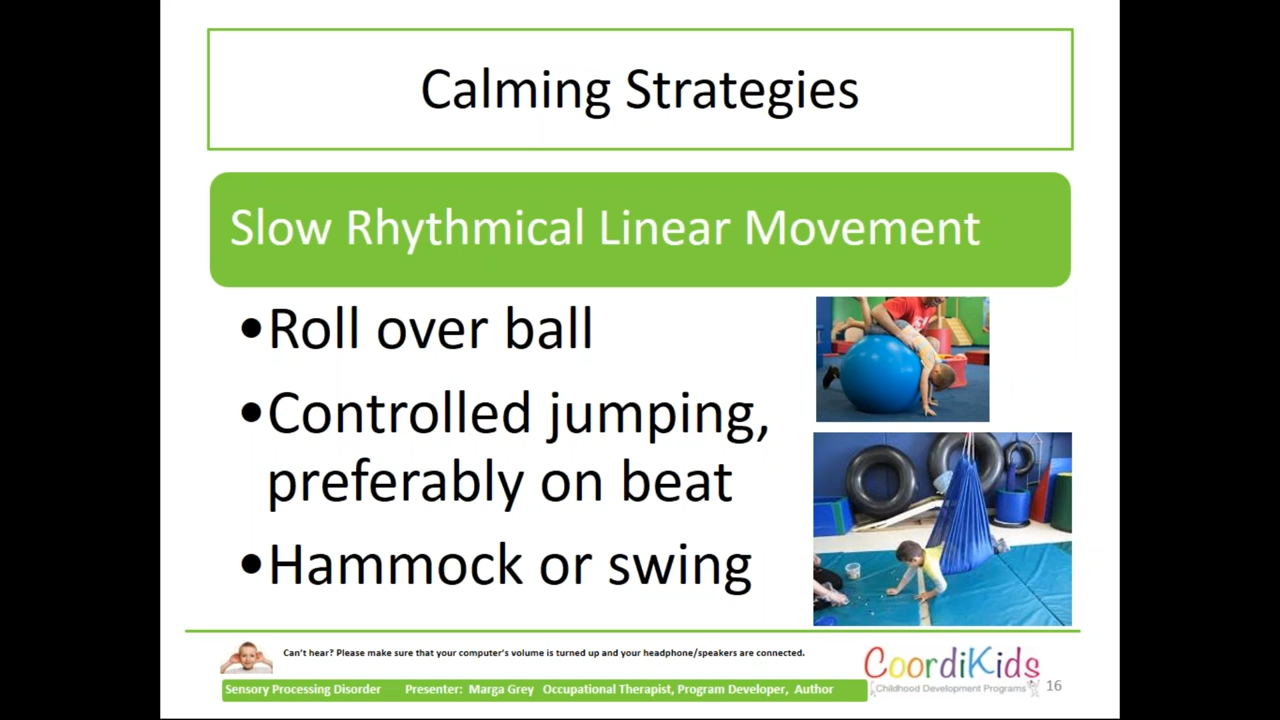 Calming Strategies
Slow Rhythmical Linear Movement
•Roll over ball
•Controlled jumping,
preferably on beat
•Hammock or swing
Can't hear? Please make sure that your computer's volume is turned up and your headphone/speakers are connected.
Sensory Processing Disorder Presenter: Marga Grey Occupational Therapist, Program Developer, Author
CoordiKids
Childhood Development Programs
16